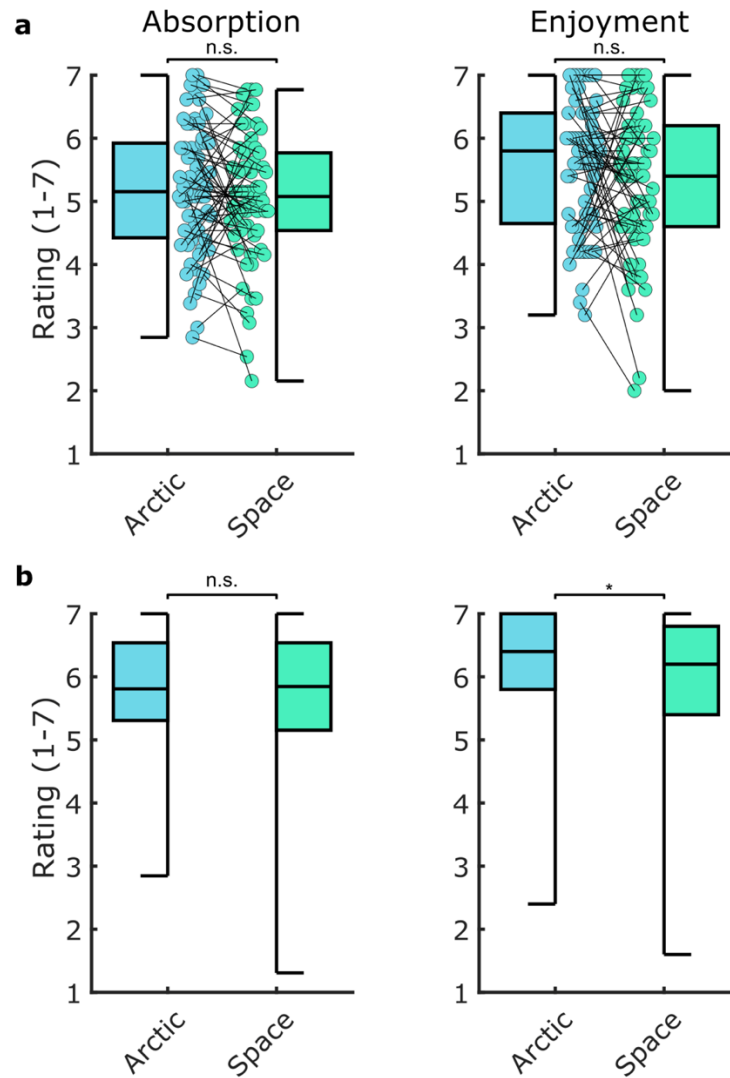 a
Absorption
Enjoyment
n.s.
n.s.
Rating (1-7)
7
6
5
4
3
2
1
7
6
5
4
3
2
1
Arctic
Space
Arctic
Space
b
n.s.
*
Rating (1-7)
7
6
5
4
3
2
1
7
6
5
4
3
2
1
Arctic
Space
Arctic
Space